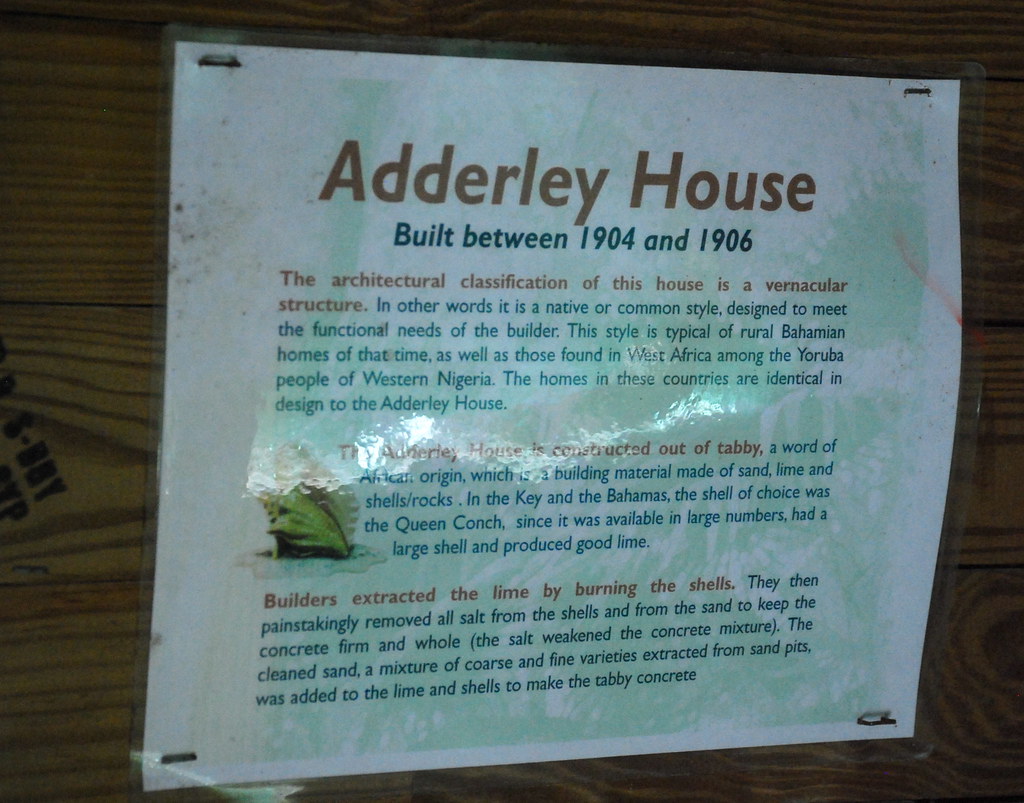 Adderley House
Built between 1904 and 1906
The architectural classification of this house is a vernacular
structure. In other words it is a native or common style, designed to meet
the functional needs of the builder. This style is typical of rural Bahamian
homes of that time, as well as those found in West Africa among the Yoruba
people of Western Nigeria. The homes in these countries are identical in
design to the Adderley House.
The Adderley House is constructed out of tabby, a word of
African origin, which is a building material made of sand, lime and
shells/rocks . In the Key and the Bahamas, the shell of choice was
the Queen Conch, since it was available in large numbers, had a
large shell and produced good lime.
Builders extracted the lime by burning the shells. They then
painstakingly removed all salt from the shells and from the sand to keep the
concrete firm and whole (the salt weakened the concrete mixture). The
cleaned sand, a mixture of coarse and fine varieties extracted from sand pits,
was added to the lime and shells to make the tabby concrete